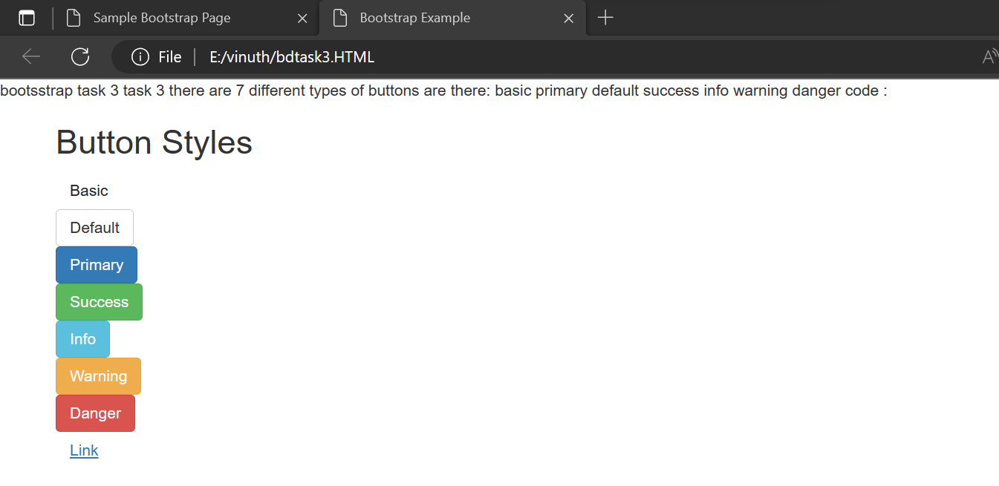 Sample Bootstrap Page
Bootstrap Example
File
E:/vinuth/bdtask3.HTML
A
bootsstrap task 3 task 3 there are 7 different types of buttons are there: basic primary default success info warning danger code :
Button Styles
Basic
Default
Primary
Success
Info
Warning
Danger
Link